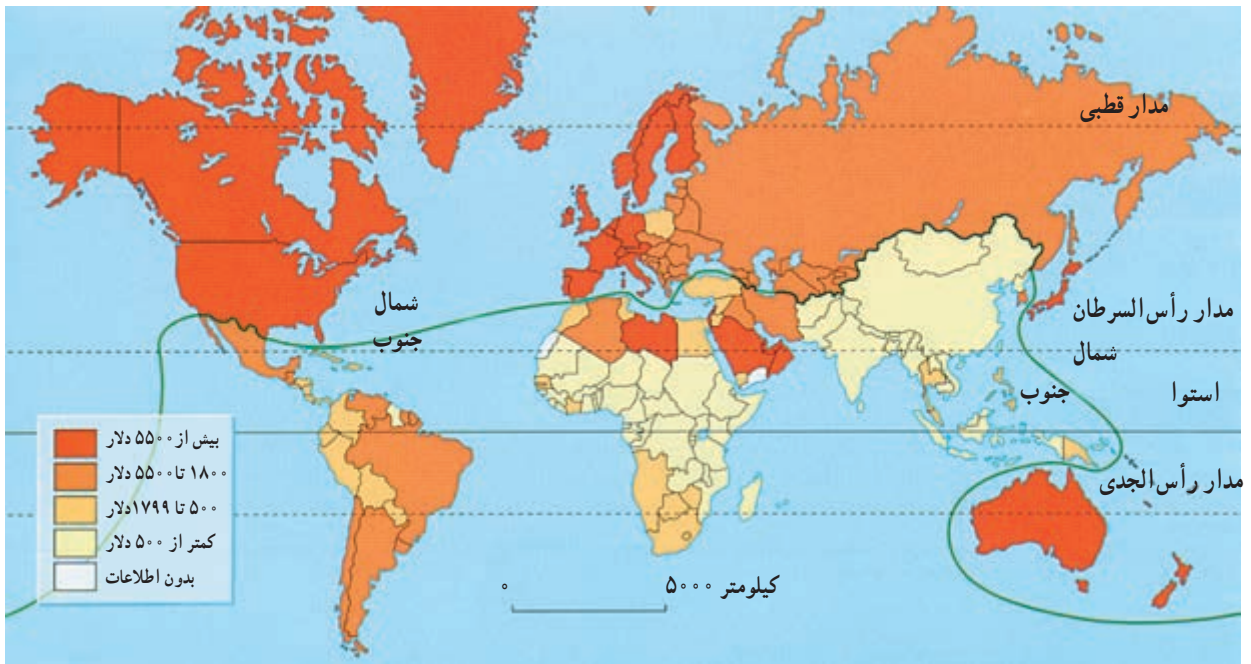 مدار قطبی
شمال
جنوب
مدار رأس السرطان
شمال
جنوب
استوا
مدار رأس الجدی
بیش از ۵۵۰۰ دلار
۱۸۰۰ تا ۵۵۰۰ دلار
۵۰۰ تا ۱۷۹۹ دلار
کمتر از ۵۰۰ دلار
بدون اطلاعات
۰ ۵۰۰۰ کیلومتر